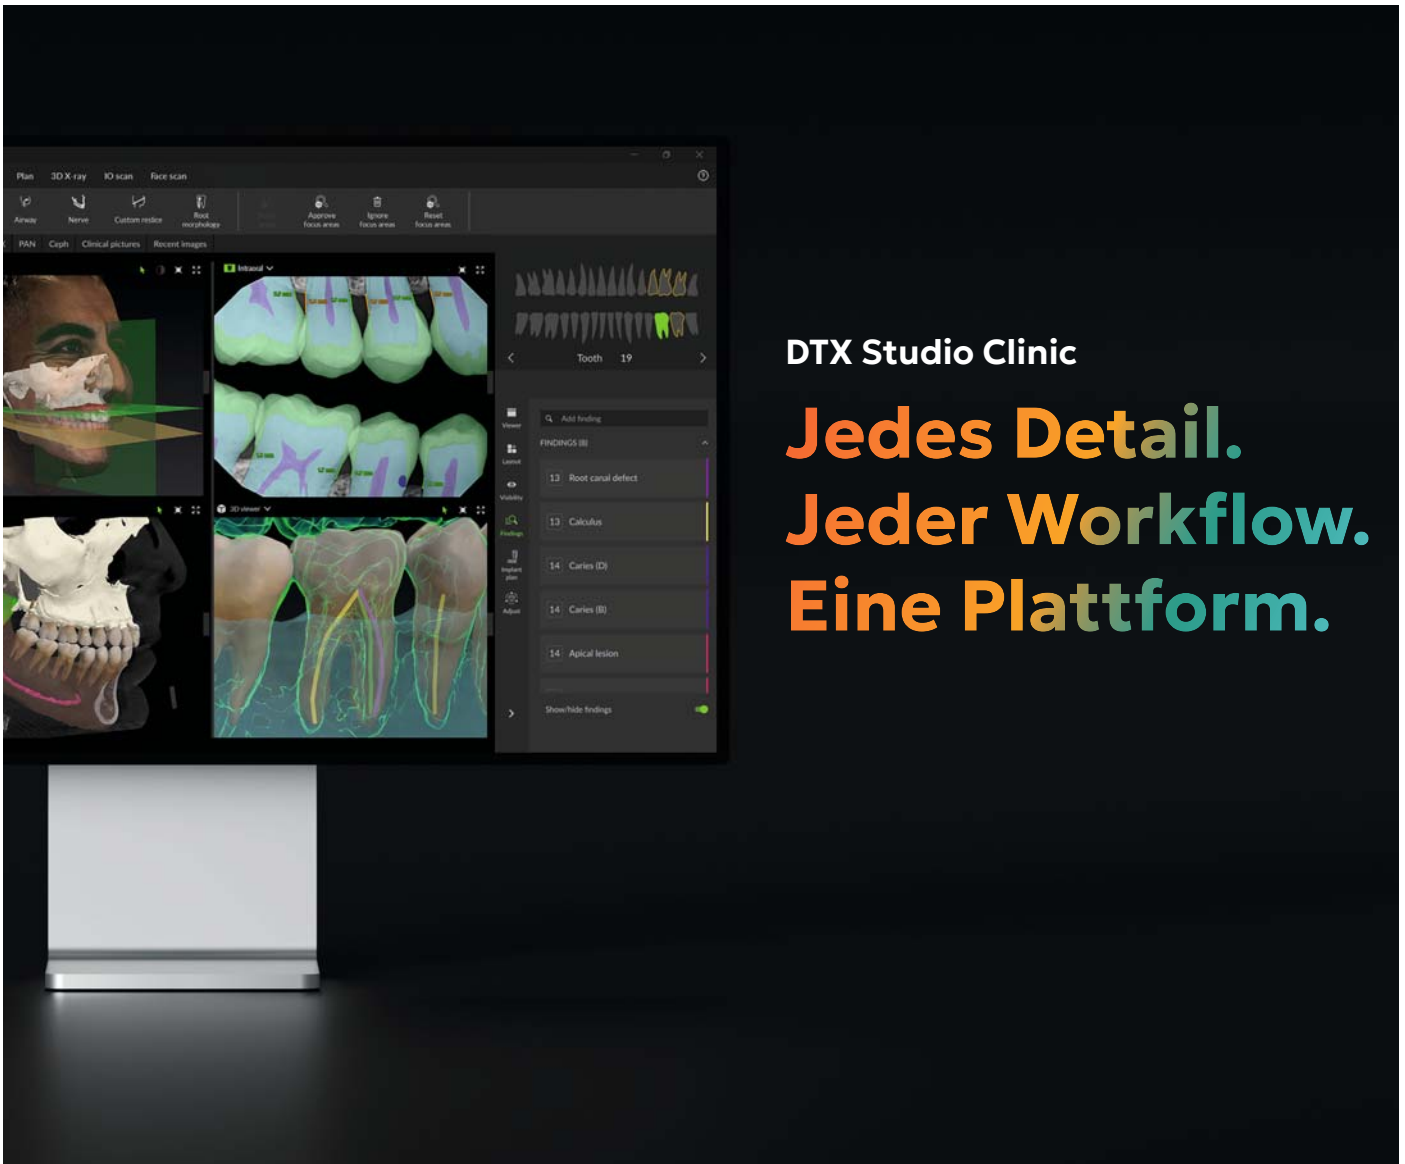 Plan 3D X-ray IO scan Face scan
Airway Nerve Custom reslice Root morphology Approve focus areas Ignore focus areas Reset focus areas
PAN Ceph Clinical pictures Recent images
Intraoral
Tooth 19
Viewer
Add finding
FINDINGS (8)
Layout
13 Root canal defect
Visibility
3D viewer
13 Calculus
Findings
14 Caries (D)
Implant plan
14 Caries (B)
Adjust
14 Apical lesion
Show/hide findings
DTX Studio Clinic
Jedes Detail.
Jeder Workflow.
Eine Plattform.